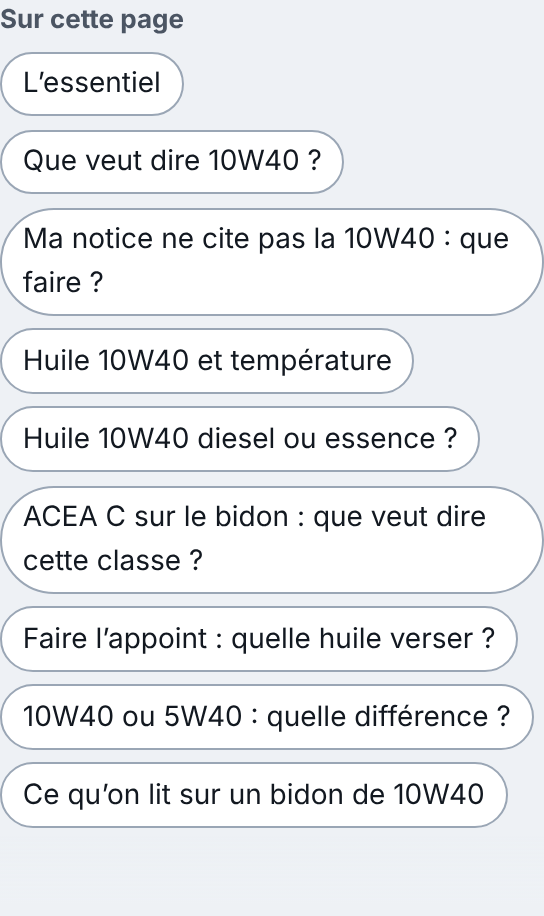 Sur cette page
L’essentiel
Que veut dire 10W40 ?
Ma notice ne cite pas la 10W40 : que
faire ?
Huile 10W40 et température
Huile 10W40 diesel ou essence ?
ACEA C sur le bidon : que veut dire
cette classe ?
Faire l’appoint : quelle huile verser ?
10W40 ou 5W40 : quelle différence ?
Ce qu’on lit sur un bidon de 10W40